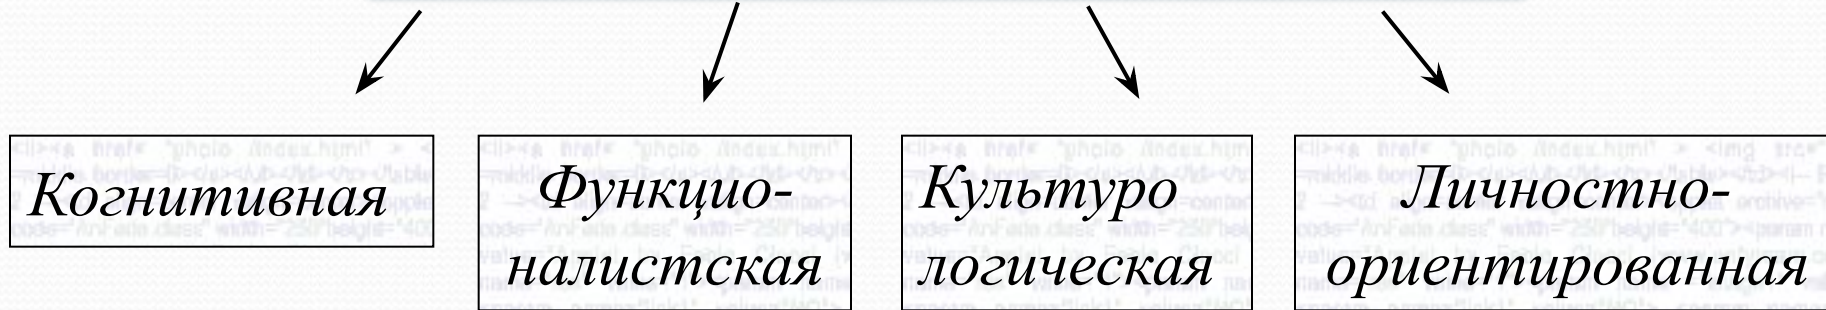 Когнитивная
Функцио-
налистская
Культуро
логическая
Личностно-
ориентированная